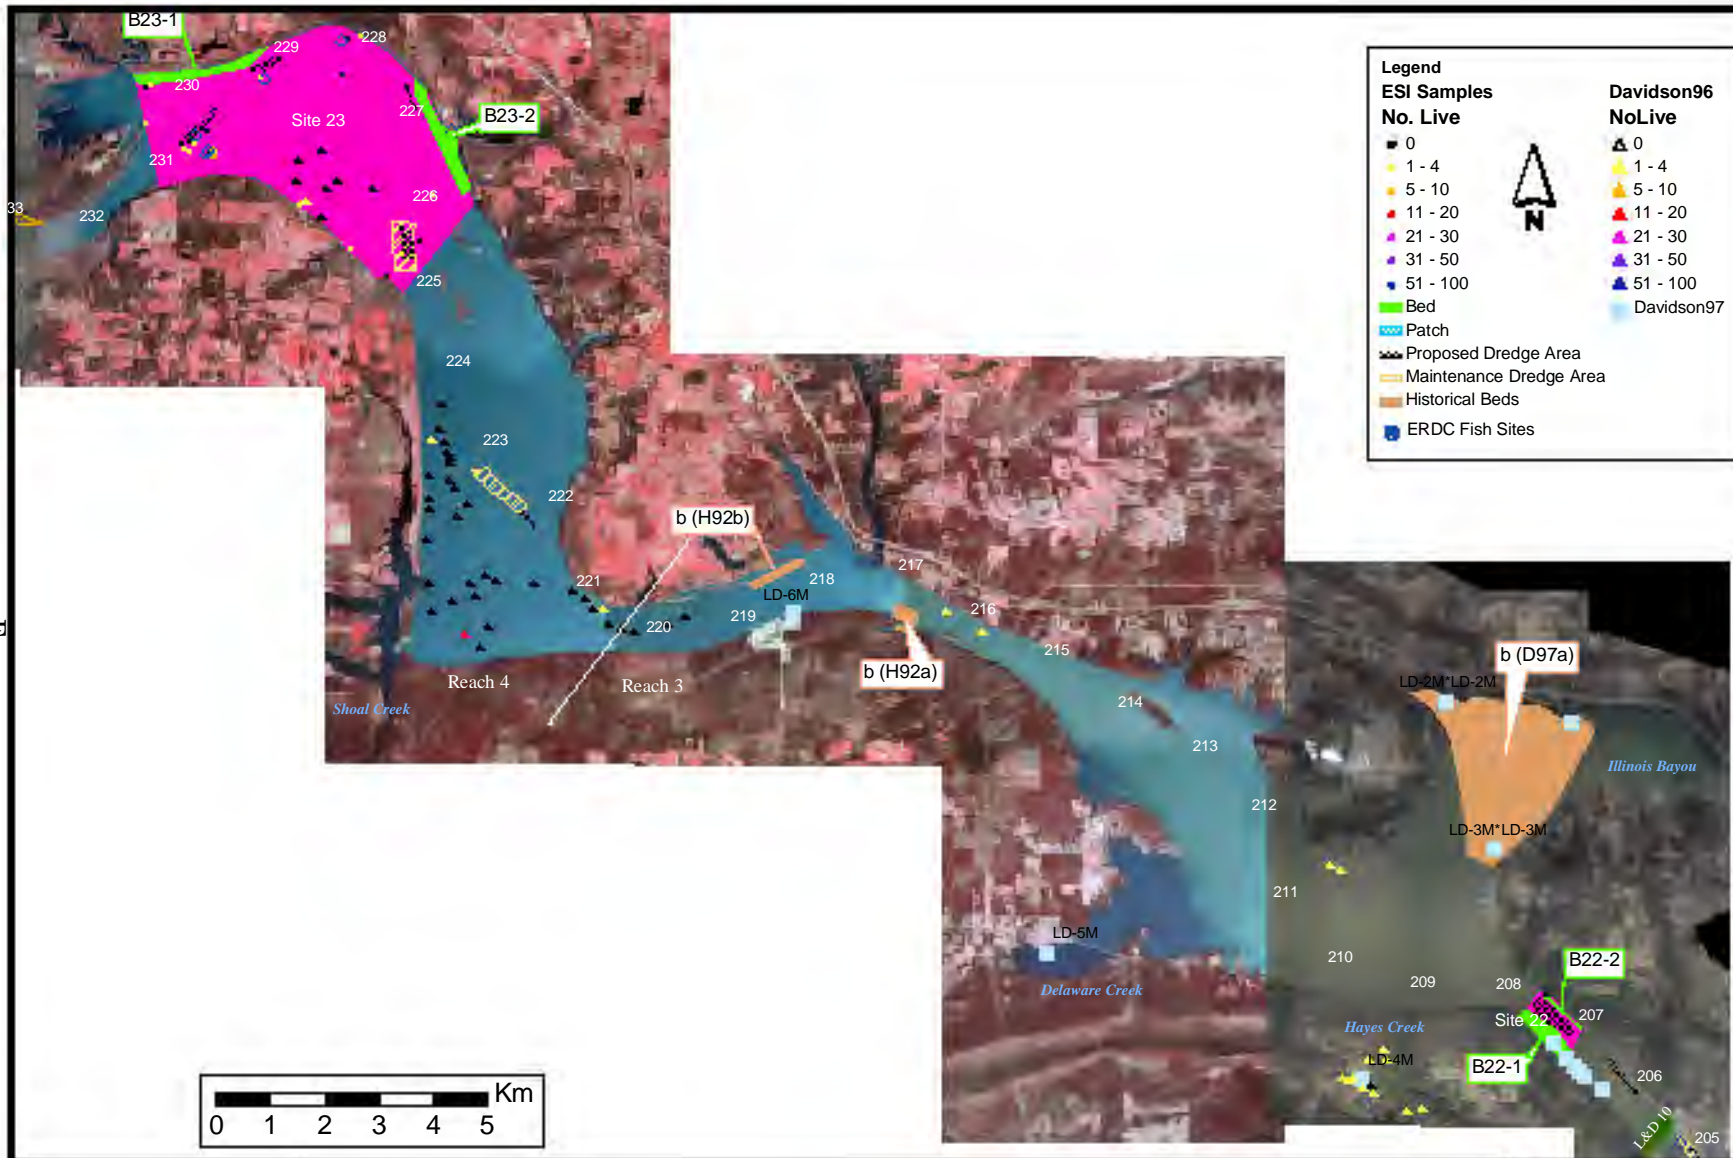 B23-1
229
228
230
227
B23-2
Site 23
231
226
33
232
225
224
223
222
b (H92b)
221
218
217
LD-6M
216
219
220
215
b (H92a)
Reach 4
Reach 3
Shoal Creek
214
213
b (D97a)
LD-2M*LD-2M
Illinois Bayou
212
LD-3M*LD-3M
211
LD-5M
210
209
208
B22-2
Delaware Creek
Site 22
207
Hayes Creek
LD-4M
B22-1
206
L&D 10
205
Legend
ESI Samples
No. Live
0
1 - 4
5 - 10
11 - 20
21 - 30
31 - 50
51 - 100
Bed
Patch
Proposed Dredge Area
Maintenance Dredge Area
Historical Beds
ERDC Fish Sites
Davidson96
NoLive
0
1 - 4
5 - 10
11 - 20
21 - 30
31 - 50
51 - 100
Davidson97
N
Km
0 1 2 3 4 5